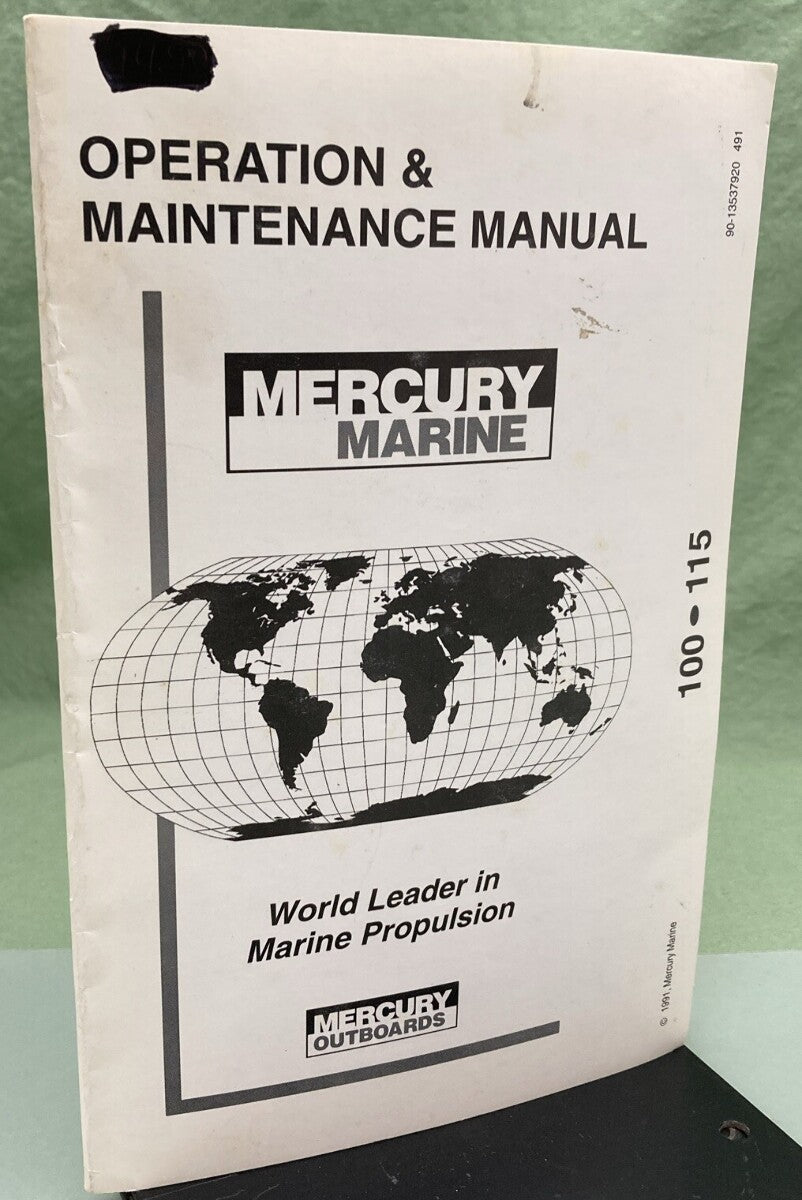 OPERATION &
MAINTENANCE MANUAL
90-13537920 491
MERCURY
MARINE
100 • 115
World Leader in
Marine Propulsion
MERCURY
OUTBOARDS
© 1991, Mercury Marine